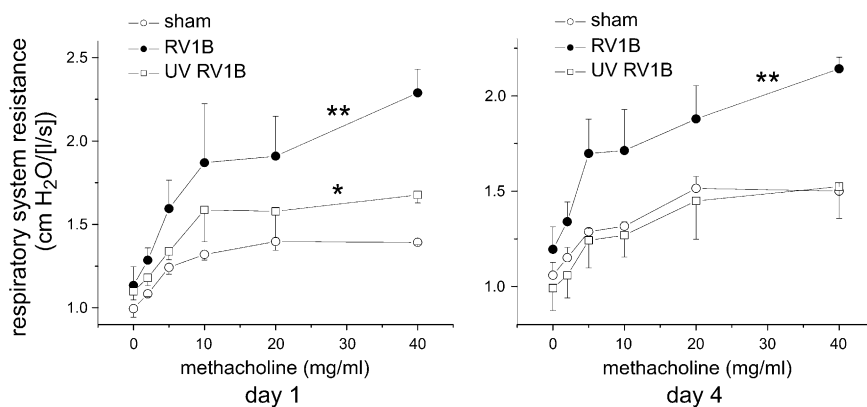 sham
RV1B
UV RV1B
respiratory system resistance
(cm H₂O/[l/s])
2.5
2.0
1.5
1.0
**
*
0 10 20 30 40
methacholine (mg/ml)
day 1
sham
RV1B
UV RV1B
2.0
1.5
1.0
**
0 10 20 30 40
methacholine (mg/ml)
day 4